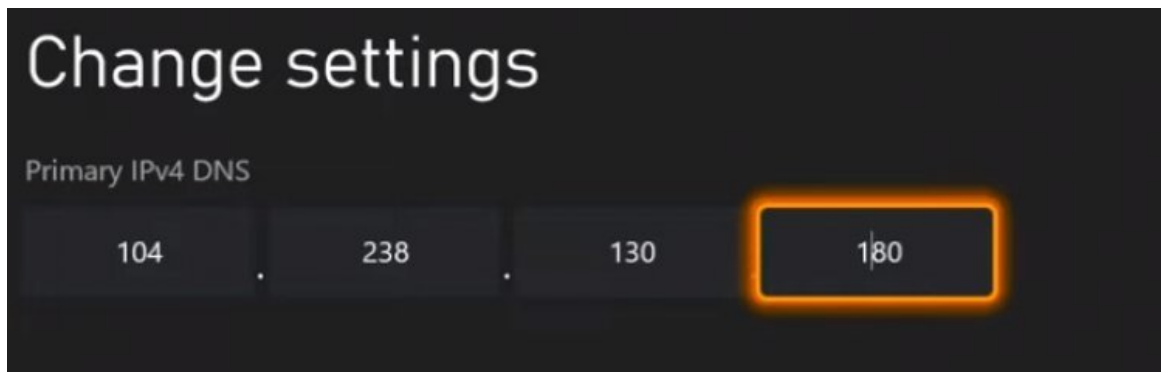 Change settings
Primary IPv4 DNS
104 . 238 . 130 . 180